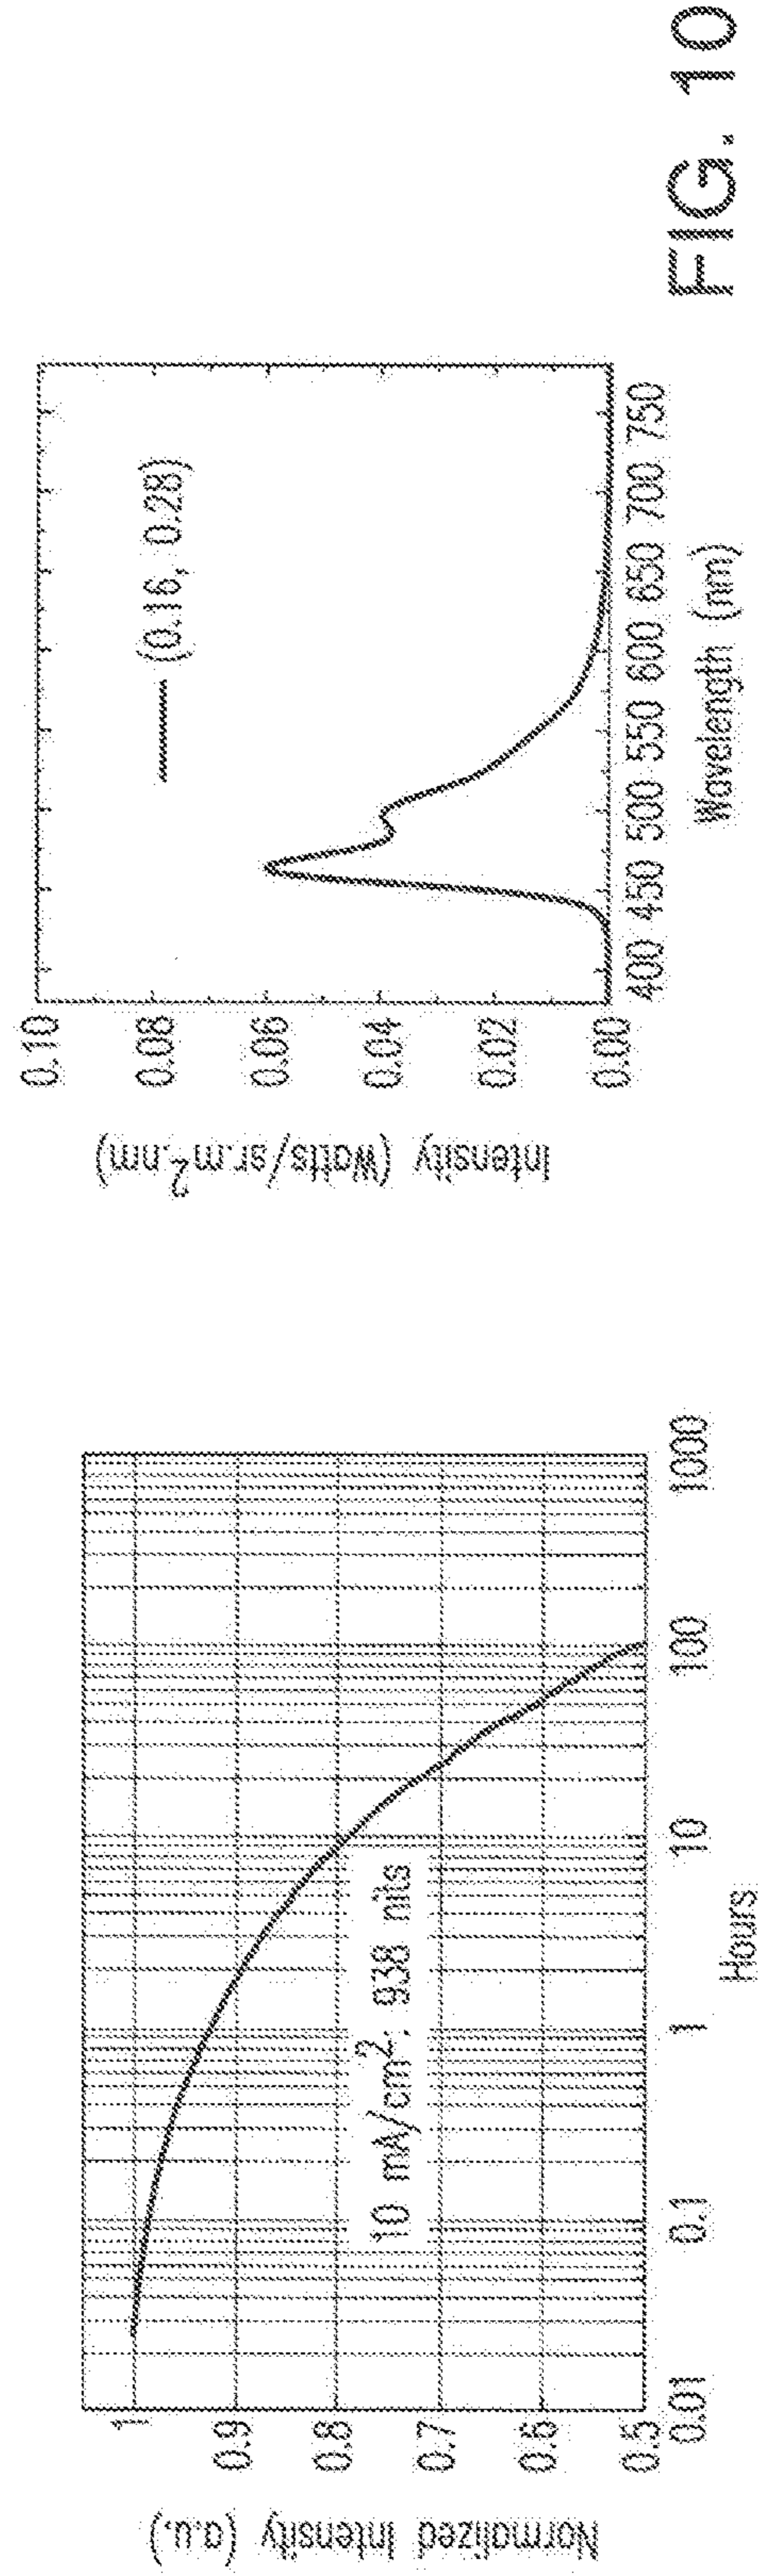 Normalized Intensity (a.u.)
1
0.9
0.8
0.7
0.6
0.5
10 mA/cm²; 938 nits
0.01
0.1
1
10
100
1000
Hours
Intensity (Watts/sr.m².nm)
0.10
0.08
0.06
0.04
0.02
0.00
(0.16, 0.28)
400 450 500 550 600 650 700 750
Wavelength (nm)
FIG. 10